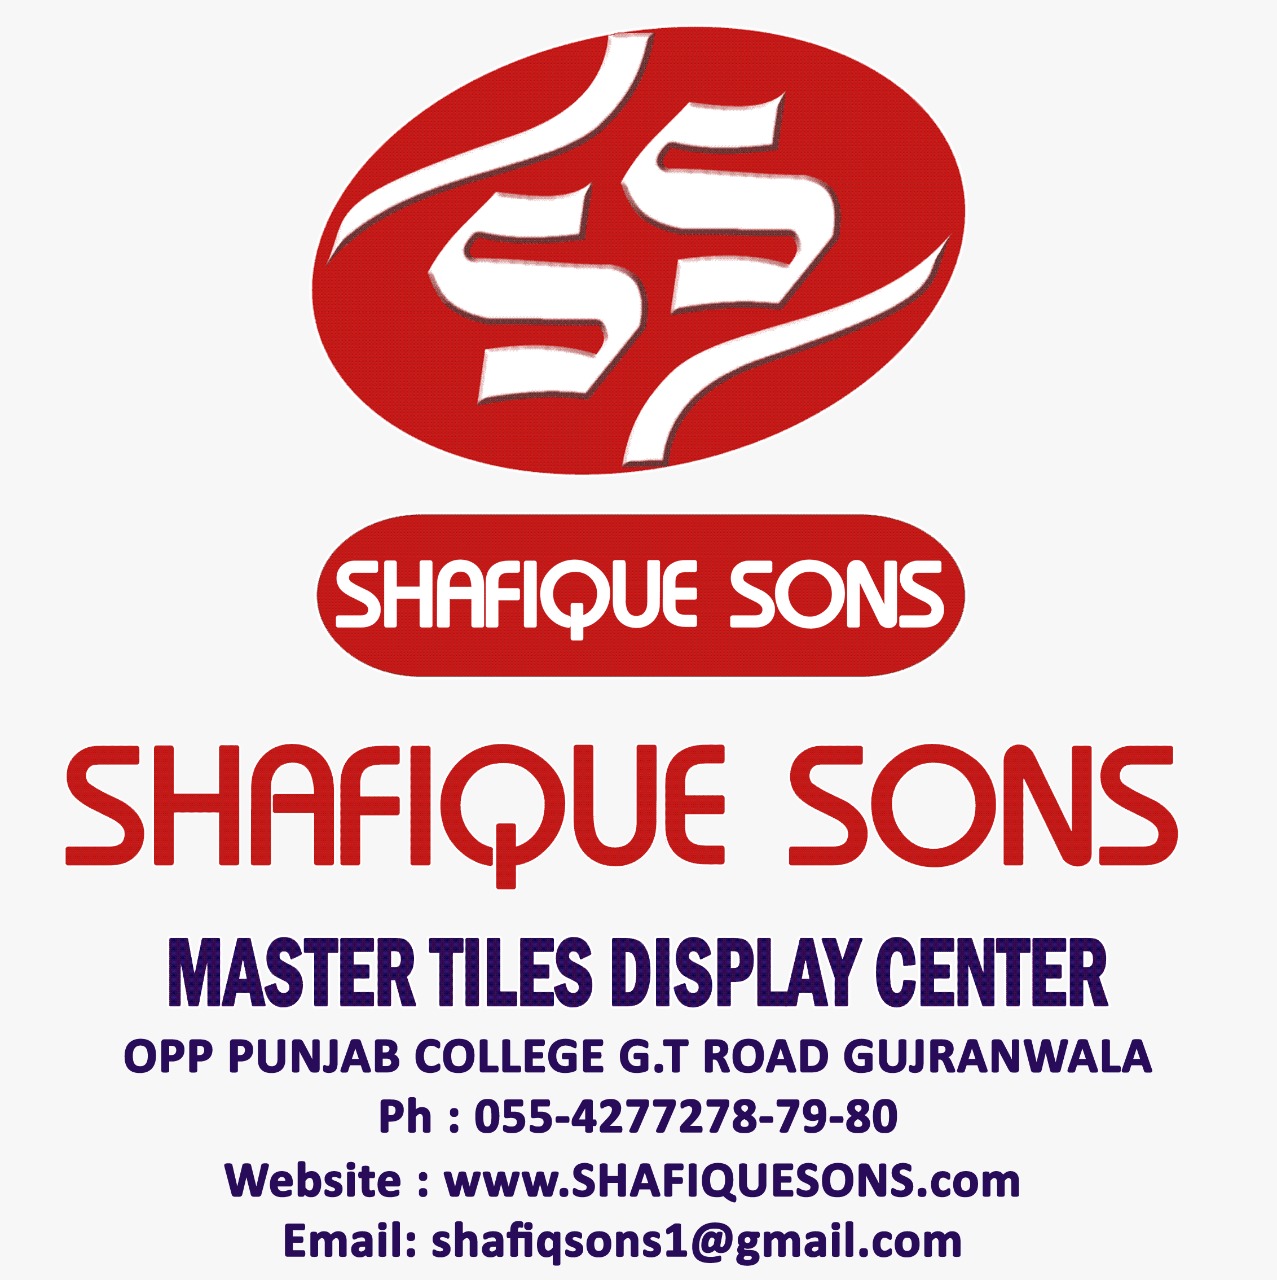 SS
SHAFIQUE SONS
SHAFIQUE SONS
MASTER TILES DISPLAY CENTER
OPP PUNJAB COLLEGE G.T ROAD GUJRANWALA
Ph : 055-4277278-79-80
Website : www.SHAFIQUESONS.com
Email: shafiqsons1@gmail.com